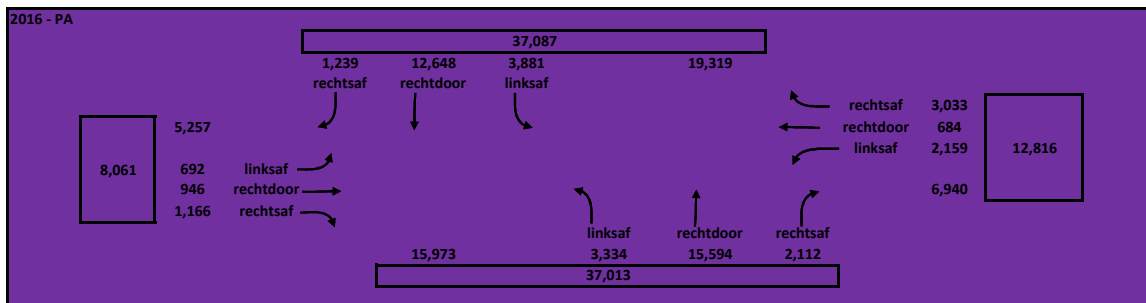 2016 - PA
37,087
1,239 12,648 3,881 19,319
rechtsaf rechtdoor linksaf
rechtsaf 3,033
5,257 rechtdoor 684
linksaf 2,159 12,816
8,061 692 linksaf
946 rechtdoor 6,940
1,166 rechtsaf
linksaf rechtdoor rechtsaf
15,973 3,334 15,594 2,112
37,013